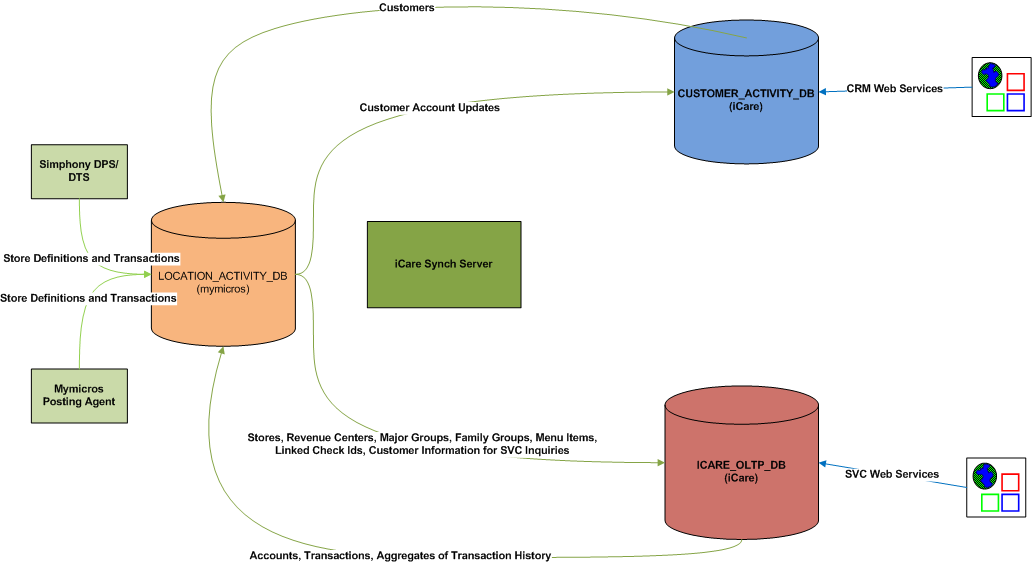 Customers
CUSTOMER_ACTIVITY_DB
(iCare)
CRM Web Services
Customer Account Updates
Simphony DPS/
DTS
Store Definitions and Transactions
LOCATION_ACTIVITY_DB
(mymicros)
iCare Synch Server
Store Definitions and Transactions
Mymicros
Posting Agent
Stores, Revenue Centers, Major Groups, Family Groups, Menu Items,
Linked Check Ids, Customer Information for SVC Inquiries
ICARE_OLTP_DB
(iCare)
SVC Web Services
Accounts, Transactions, Aggregates of Transaction History